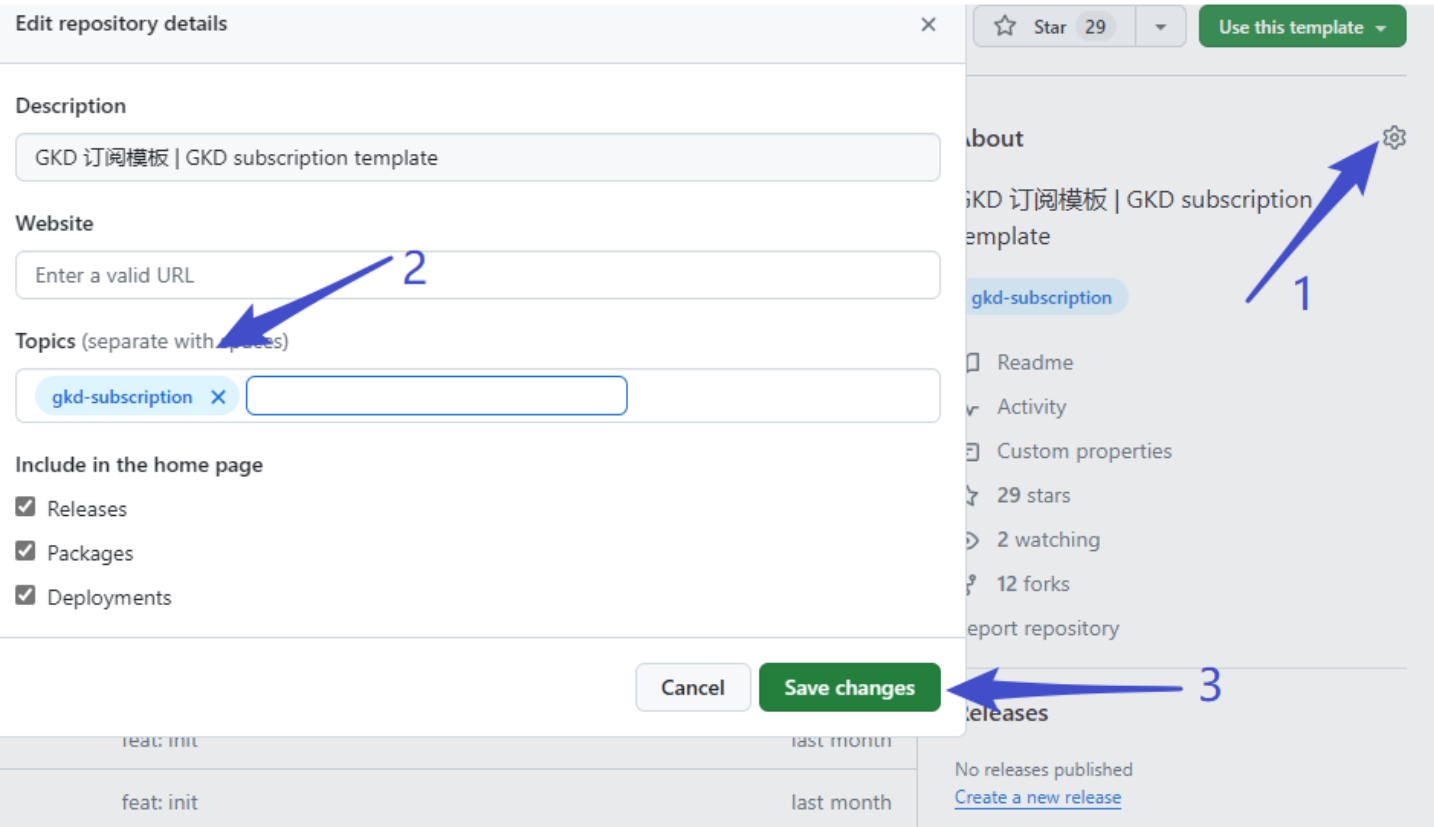 Edit repository details
Description
GKD 订阅模板 | GKD subscription template
Website
Enter a valid URL
2
Topics (separate with spaces)
gkd-subscription
Include in the home page
Releases
Packages
Deployments
Cancel
Save changes
3
feat: init
last month
feat: init
last month
Star 29
Use this template
About
1
GKD 订阅模板 | GKD subscription
template
gkd-subscription
Readme
Activity
Custom properties
29 stars
2 watching
12 forks
eport repository
Releases
No releases published
Create a new release